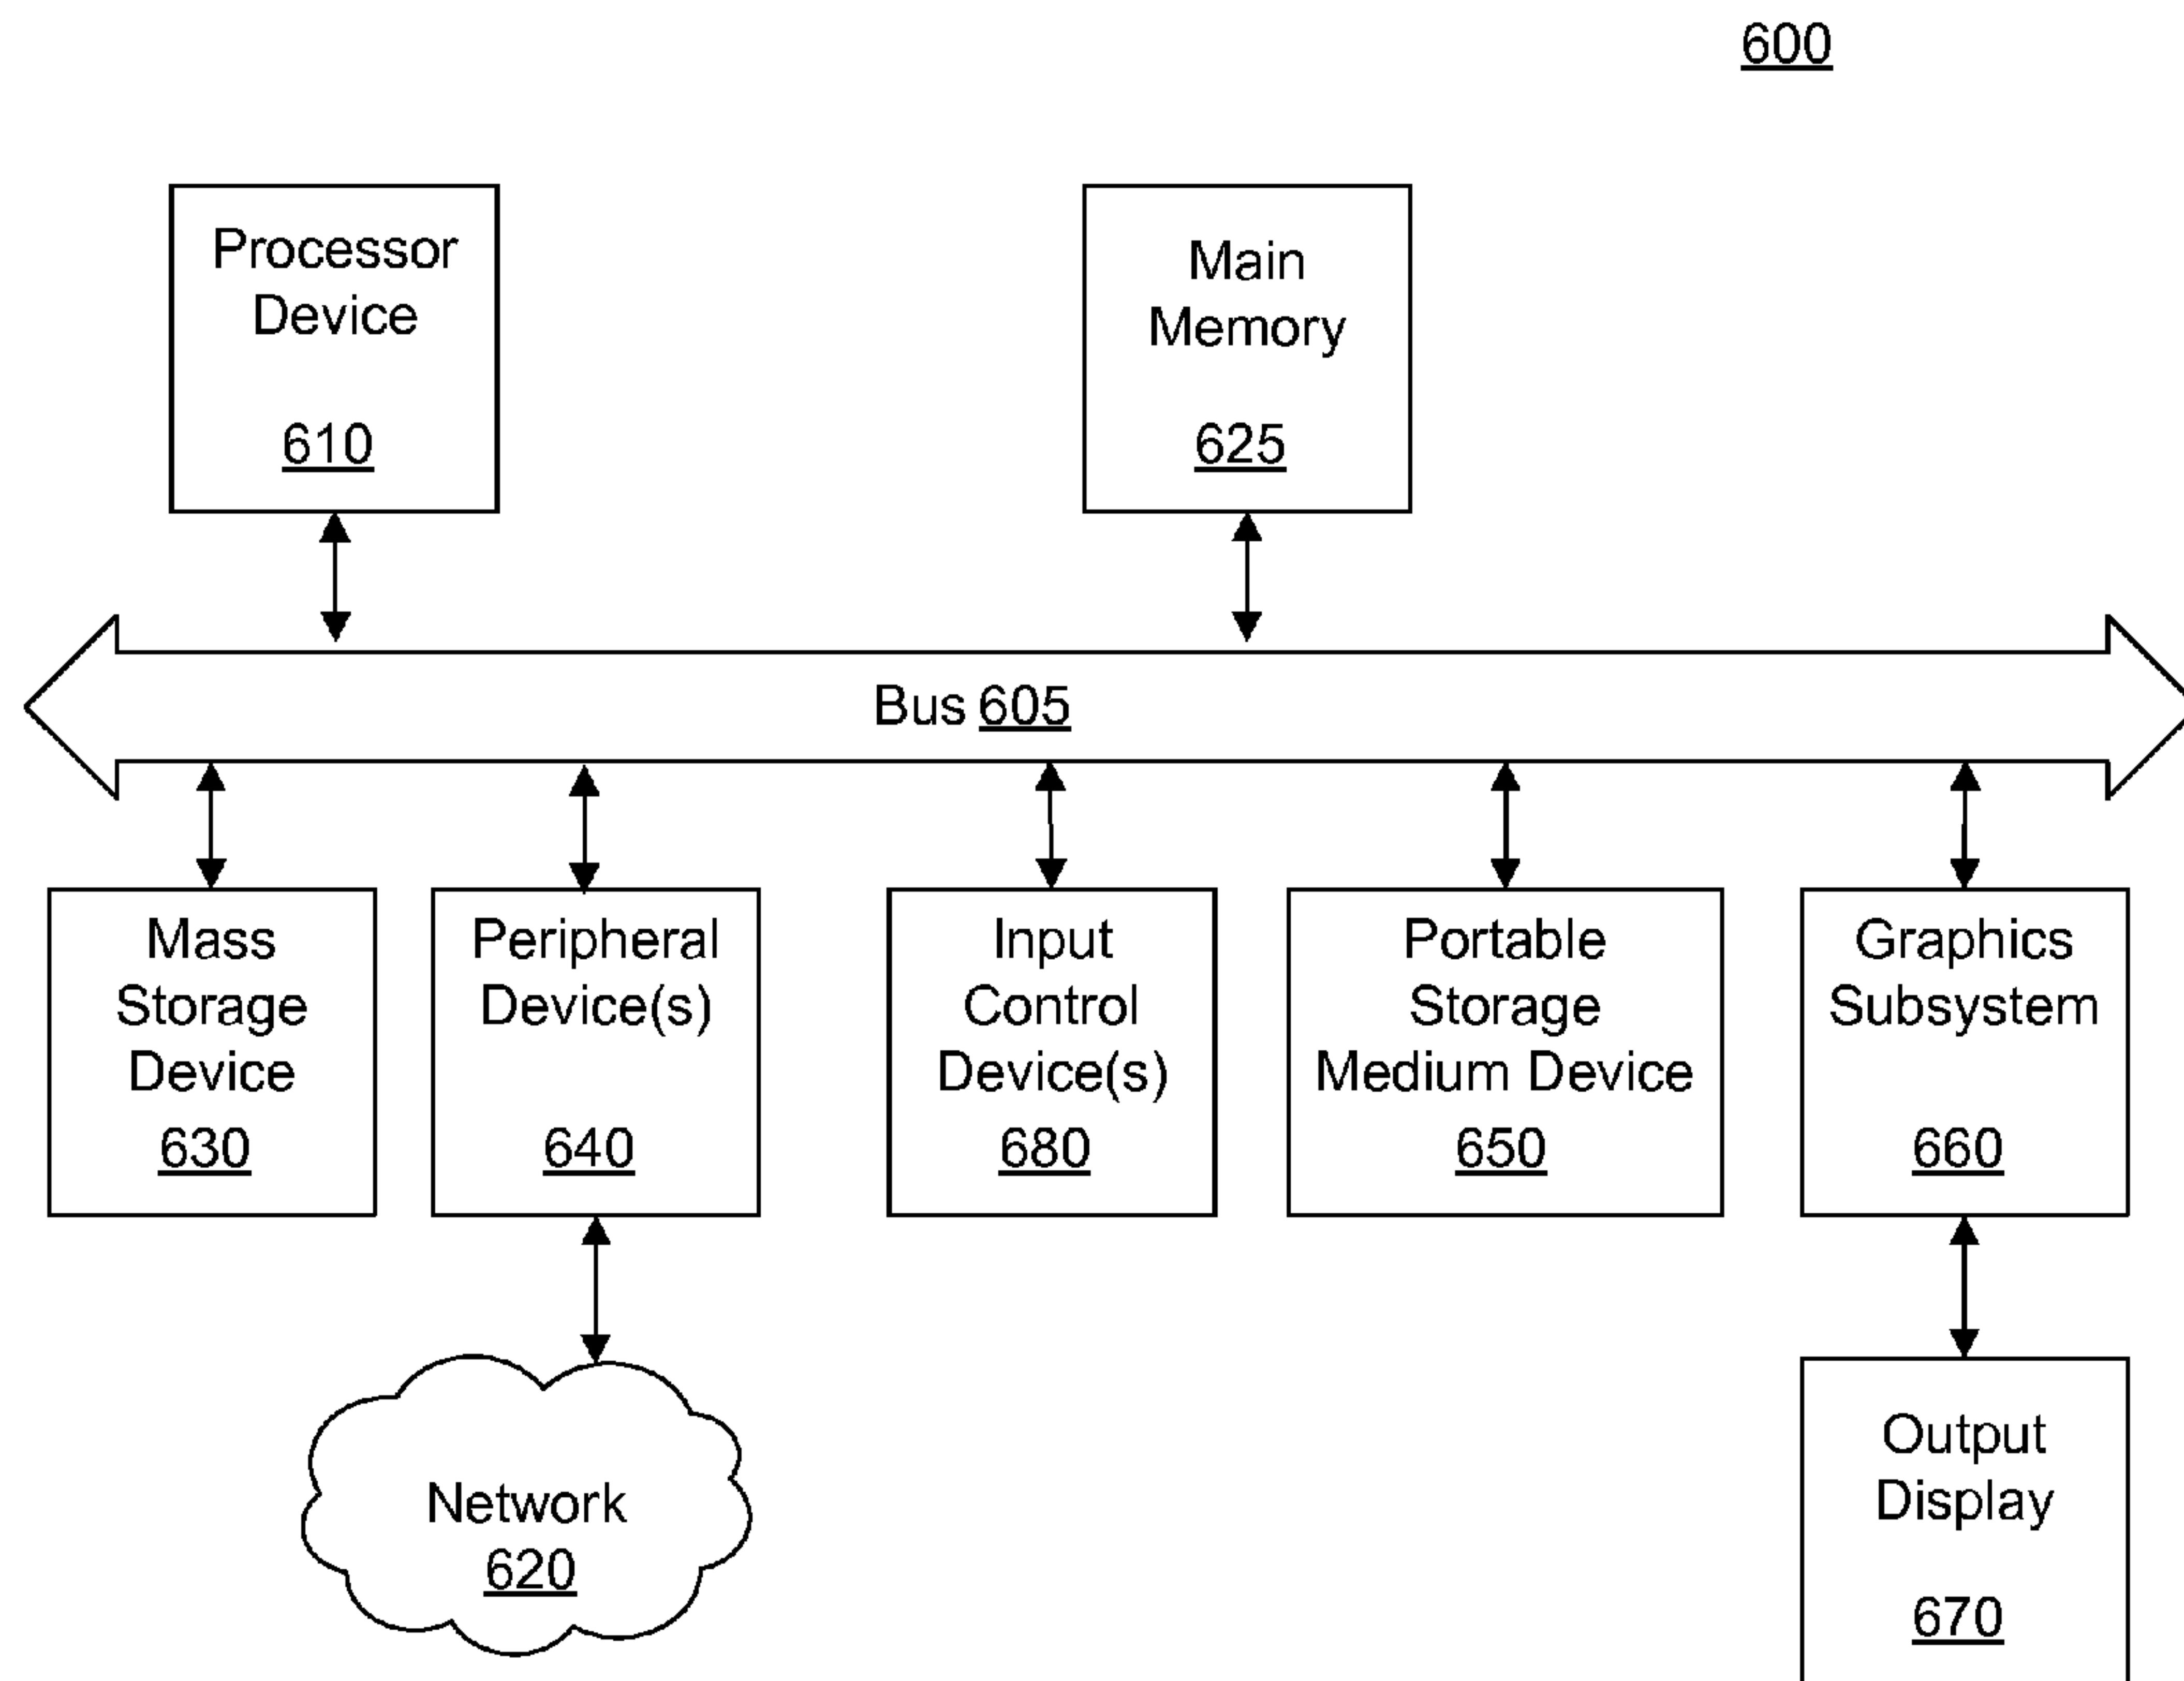 600
Processor
Device
610
Main
Memory
625
Bus 605
Mass
Storage
Device
630
Peripheral
Device(s)
640
Input
Control
Device(s)
680
Portable
Storage
Medium Device
650
Graphics
Subsystem
660
Network
620
Output
Display
670